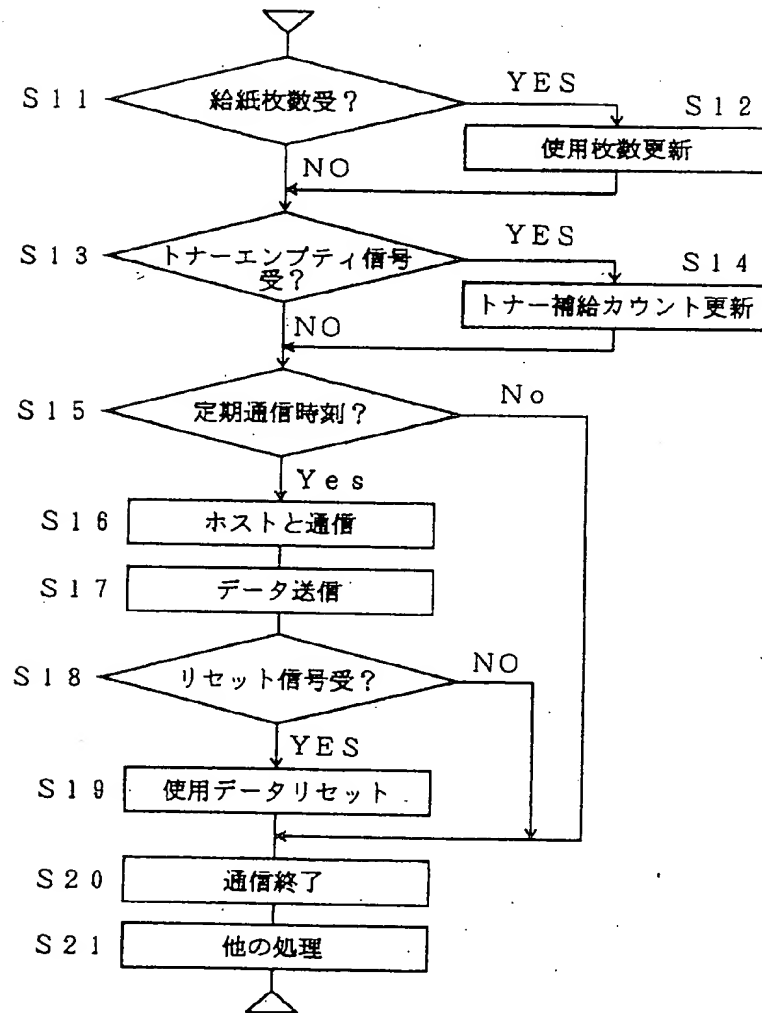 S11
給紙枚数受？
YES
S12
使用枚数更新
NO
S13
トナーエンプティ信号
受？
YES
S14
トナー補給カウント更新
NO
S15
定期通信時刻？
No
Yes
S16
ホストと通信
S17
データ送信
S18
リセット信号受？
NO
YES
S19
使用データリセット
S20
通信終了
S21
他の処理